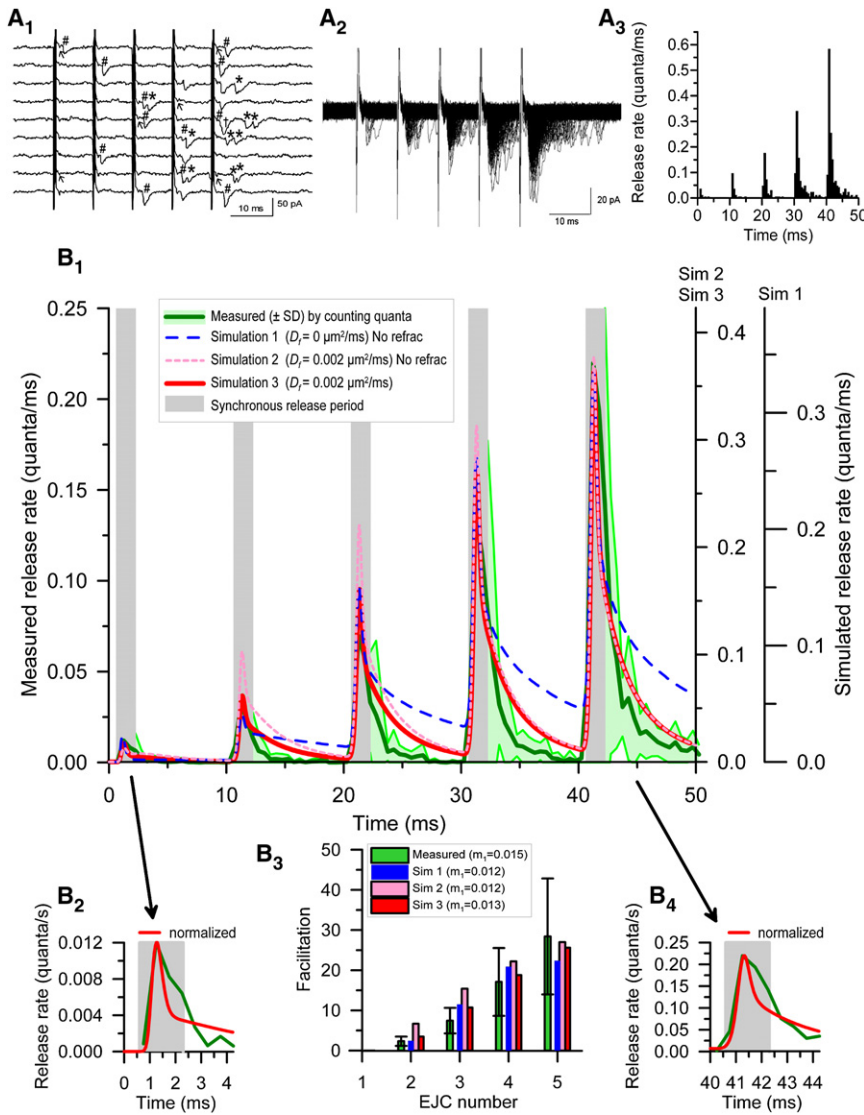 A1
# # # # #
#
# *
#* #
# # **
#* **
#
#* **
# #
10 ms 50 pA
A2
20 pA
10 ms
A3
Release rate (quanta/ms)
0.6
0.5
0.4
0.3
0.2
0.1
0.0
0 10 20 30 40 50
Time (ms)
B1
Measured release rate (quanta/ms)
0.25
0.20
0.15
0.10
0.05
0.00
Measured (± SD) by counting quanta
Simulation 1 (Df = 0 µm²/ms) No refrac
Simulation 2 (Df = 0.002 µm²/ms) No refrac
Simulation 3 (Df = 0.002 µm²/ms)
Synchronous release period
Sim 2
Sim 3 Sim 1
0.4
0.3
0.2
0.1
0.0
0.3
0.2
0.1
0.0
Simulated release rate (quanta/ms)
0 10 20 30 40 50
Time (ms)
B2
normalized
Release rate (quanta/s)
0.012
0.009
0.006
0.003
0.000
0 1 2 3 4
Time (ms)
B3
Facilitation
50
40
30
20
10
0
Measured (m1=0.015)
Sim 1 (m1=0.012)
Sim 2 (m1=0.012)
Sim 3 (m1=0.013)
1 2 3 4 5
EJC number
B4
normalized
Release rate (quanta/s)
0.25
0.20
0.15
0.10
0.05
0.00
40 41 42 43 44
Time (ms)